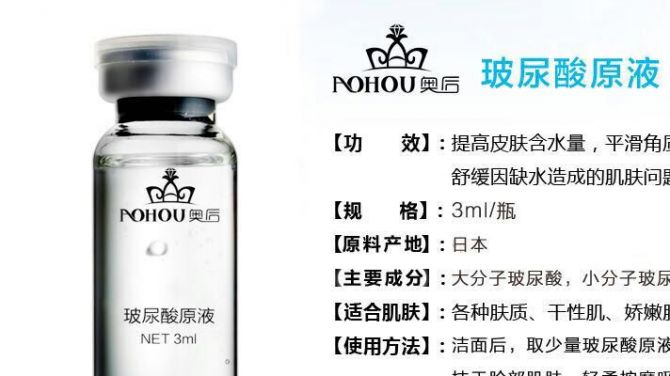 AOHOU奥后
玻尿酸原液
NET 3ml
AOHOU奥后 玻尿酸原液
【功 效】:提高皮肤含水量，平滑角质
舒缓因缺水造成的肌肤问题
【规 格】:3ml/瓶
【原料产地】:日本
【主要成分】:大分子玻尿酸，小分子玻尿
【适合肌肤】:各种肤质、干性肌、娇嫩肌
【使用方法】:洁面后，取少量玻尿酸原液